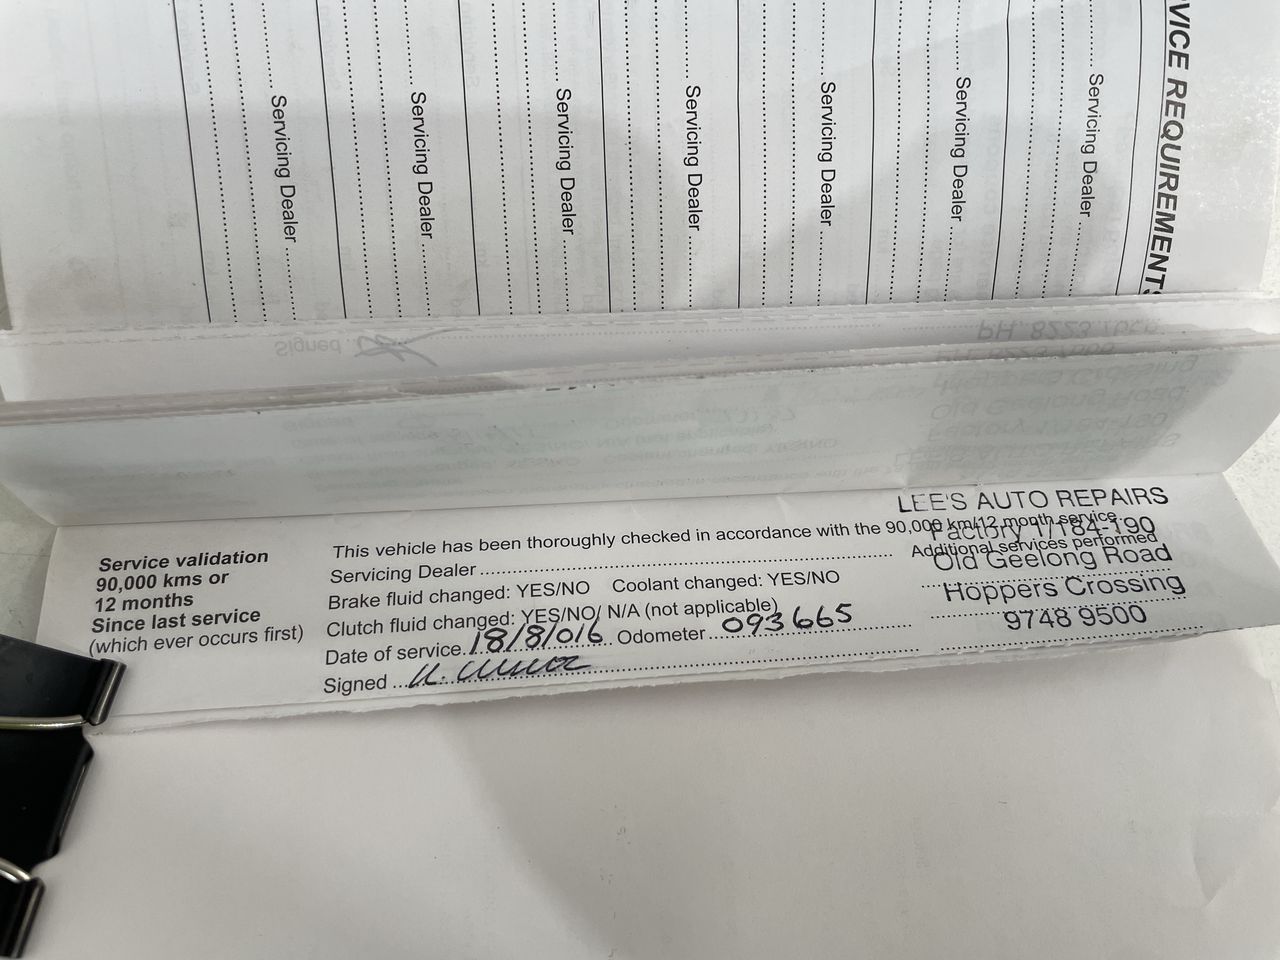 VICE REQUIREMENTS
Servicing Dealer
Servicing Dealer
Servicing Dealer
Servicing Dealer
Servicing Dealer
Servicing Dealer
Servicing Dealer
Signed
Service validation
90,000 kms or
12 months
Since last service
(which ever occurs first)
This vehicle has been thoroughly checked in accordance with the 90,000 km/12 month service
Servicing Dealer
Brake fluid changed: YES/NO Coolant changed: YES/NO
Clutch fluid changed: YES/NO/ N/A (not applicable)
Date of service 18/8/016 Odometer 093665
Signed
Additional services performed
LEE'S AUTO REPAIRS
Factory 1/184-190
Old Geelong Road
Hoppers Crossing
9748 9500